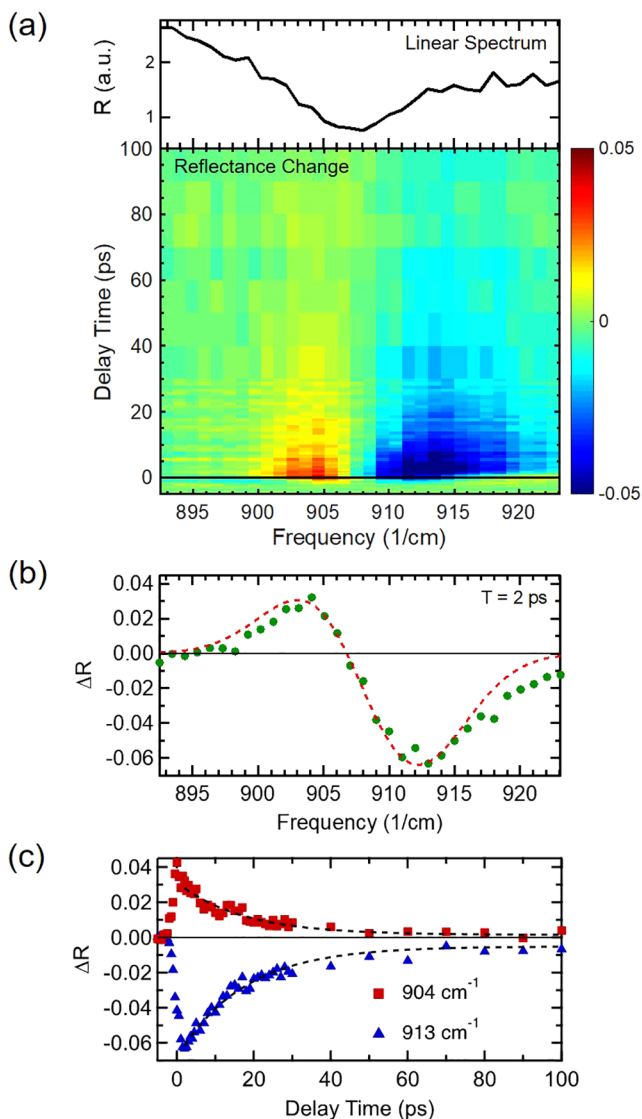 (a)
Linear Spectrum
R (a.u.)
2
1
Reflectance Change
100
80
60
40
20
0
Delay Time (ps)
0.05
0
-0.05
895 900 905 910 915 920
Frequency (1/cm)
(b)
T = 2 ps
0.04
0.02
0.00
-0.02
-0.04
-0.06
ΔR
895 900 905 910 915 920
Frequency (1/cm)
(c)
0.04
0.02
0.00
-0.02
-0.04
-0.06
ΔR
904 cm⁻¹
913 cm⁻¹
0 20 40 60 80 100
Delay Time (ps)